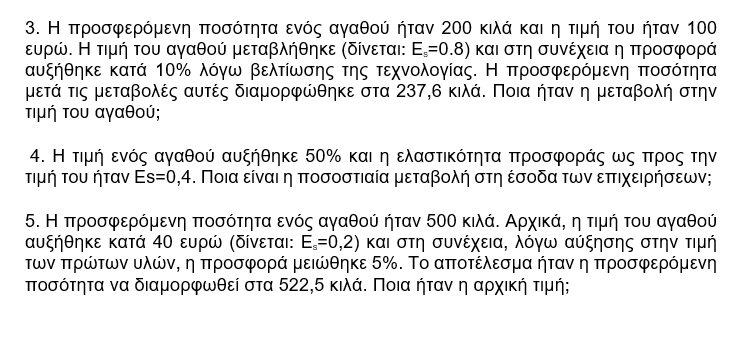 3. Η προσφερόμενη ποσότητα ενός αγαθού ήταν 200 κιλά και η τιμή του ήταν 100
ευρώ. Η τιμή του αγαθού μεταβλήθηκε (δίνεται: Es=0.8) και στη συνέχεια η προσφορά
αυξήθηκε κατά 10% λόγω βελτίωσης της τεχνολογίας. Η προσφερόμενη ποσότητα
μετά τις μεταβολές αυτές διαμορφώθηκε στα 237,6 κιλά. Ποια ήταν η μεταβολή στην
τιμή του αγαθού;
4. Η τιμή ενός αγαθού αυξήθηκε 50% και η ελαστικότητα προσφοράς ως προς την
τιμή του ήταν Es=0,4. Ποια είναι η ποσοστιαία μεταβολή στη έσοδα των επιχειρήσεων;
5. Η προσφερόμενη ποσότητα ενός αγαθού ήταν 500 κιλά. Αρχικά, η τιμή του αγαθού
αυξήθηκε κατά 40 ευρώ (δίνεται: Es=0,2) και στη συνέχεια, λόγω αύξησης στην τιμή
των πρώτων υλών, η προσφορά μειώθηκε 5%. Το αποτέλεσμα ήταν η προσφερόμενη
ποσότητα να διαμορφωθεί στα 522,5 κιλά. Ποια ήταν η αρχική τιμή;